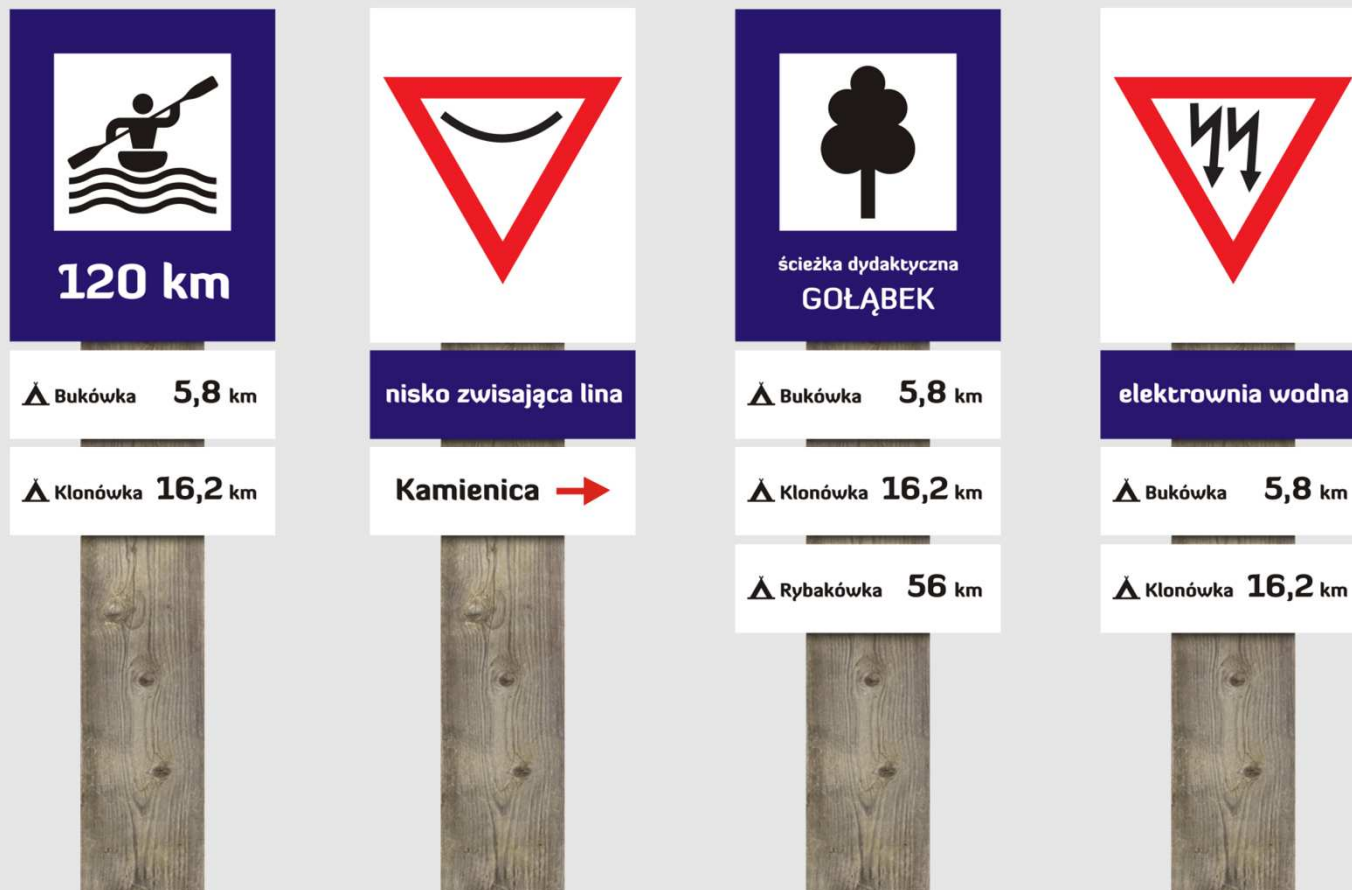 120 km
Bukówka 5,8 km
Klonówka 16,2 km
nisko zwisająca lina
Kamienica
ścieżka dydaktyczna
GOŁĄBEK
Bukówka 5,8 km
Klonówka 16,2 km
Rybakówka 56 km
elektrownia wodna
Bukówka 5,8 km
Klonówka 16,2 km